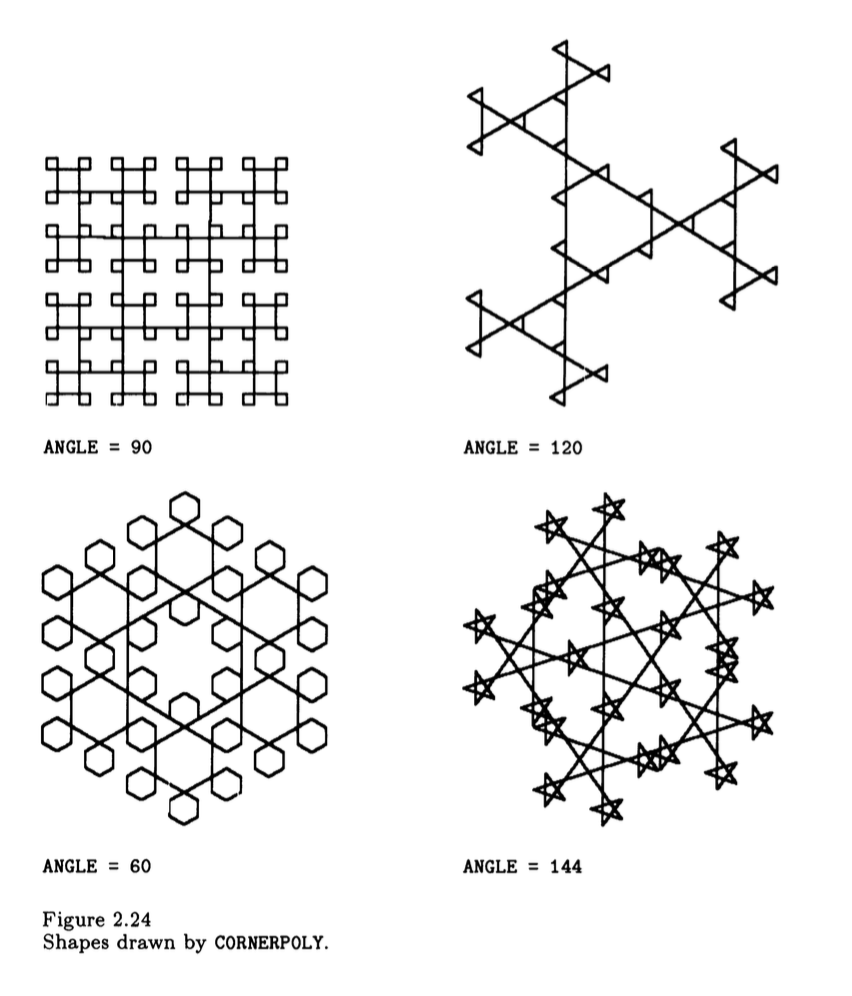 ANGLE = 90
ANGLE = 120
ANGLE = 60
ANGLE = 144
Figure 2.24
Shapes drawn by CORNERPOLY.